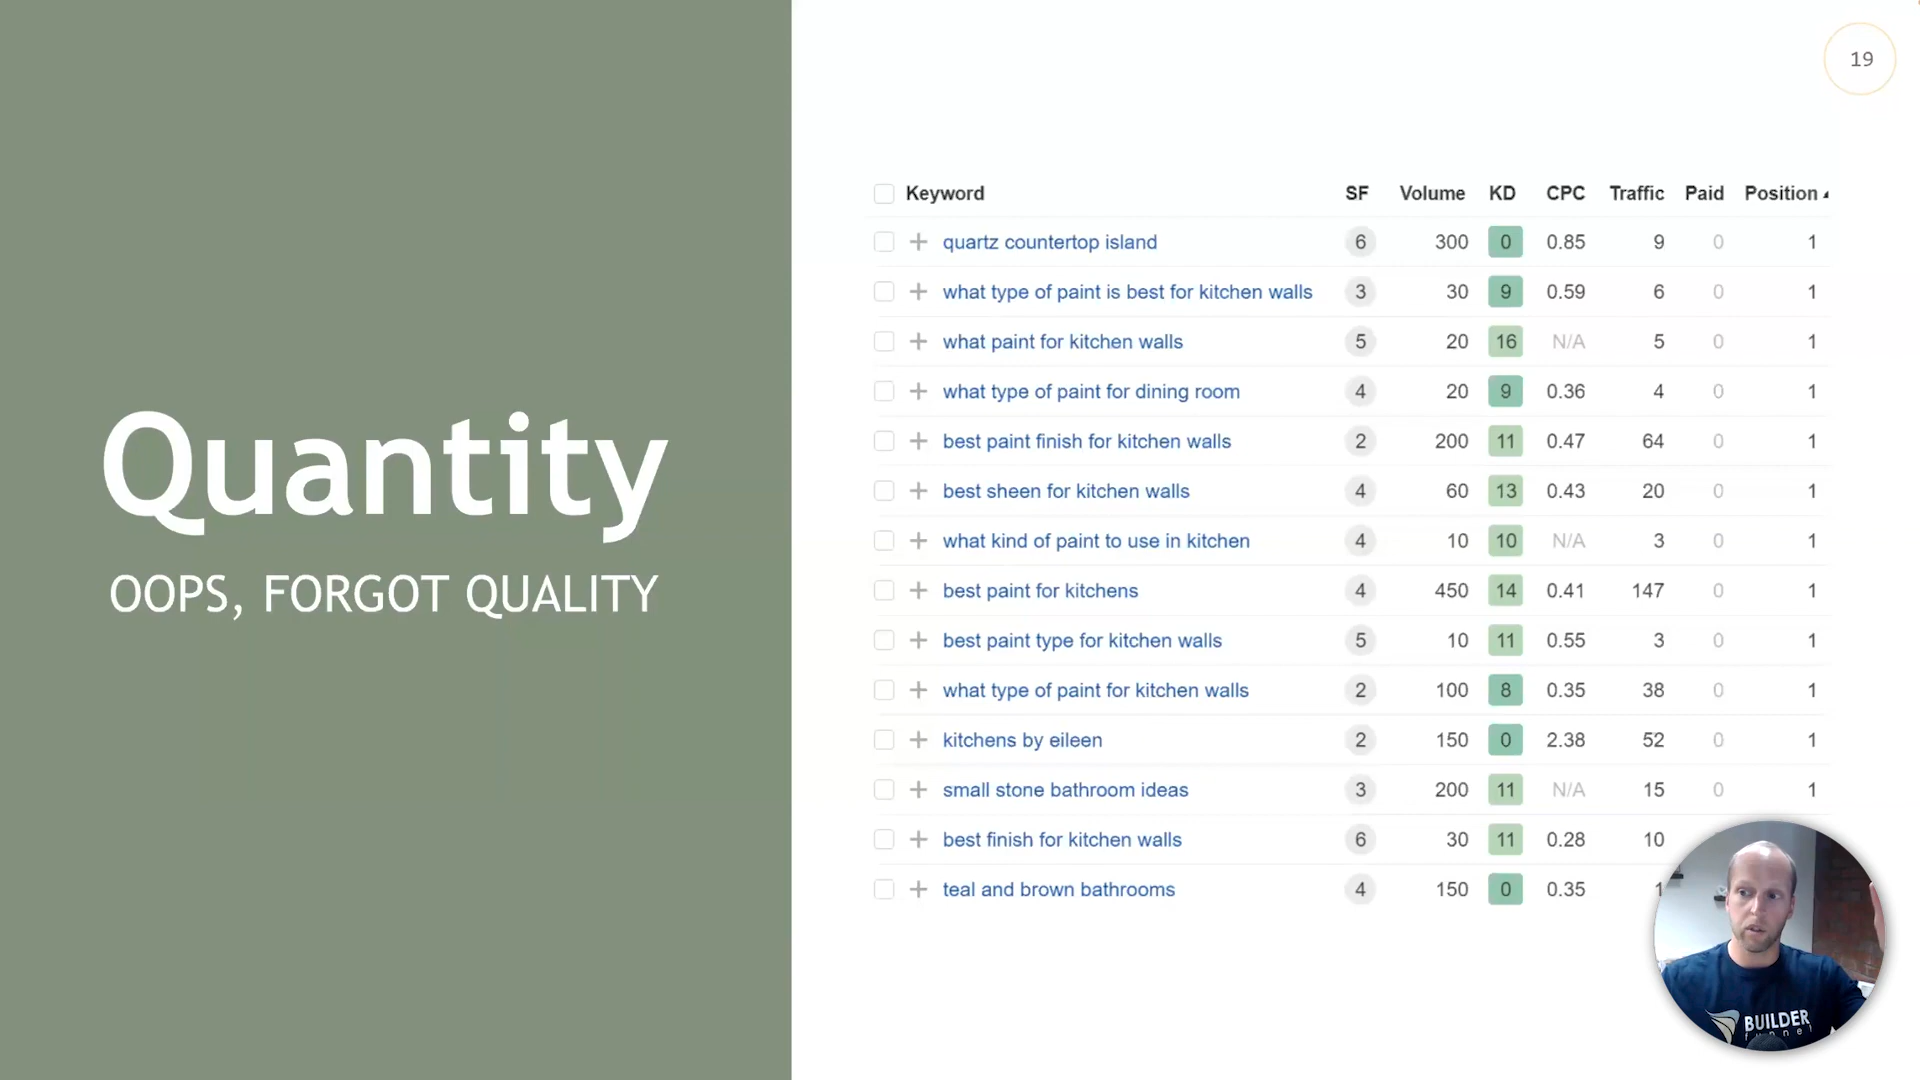 19
Quantity
OOPS, FORGOT QUALITY
Keyword SF Volume KD CPC Traffic Paid Position
quartz countertop island 6 300 0 0.85 9 0 1
what type of paint is best for kitchen walls 3 30 9 0.59 6 0 1
what paint for kitchen walls 5 20 16 N/A 5 0 1
what type of paint for dining room 4 20 9 0.36 4 0 1
best paint finish for kitchen walls 2 200 11 0.47 64 0 1
best sheen for kitchen walls 4 60 13 0.43 20 0 1
what kind of paint to use in kitchen 4 10 10 N/A 3 0 1
best paint for kitchens 4 450 14 0.41 147 0 1
best paint type for kitchen walls 5 10 11 0.55 3 0 1
what type of paint for kitchen walls 2 100 8 0.35 38 0 1
kitchens by eileen 2 150 0 2.38 52 0 1
small stone bathroom ideas 3 200 11 N/A 15 0 1
best finish for kitchen walls 6 30 11 0.28 10
teal and brown bathrooms 4 150 0 0.35
BUILDER
funnel